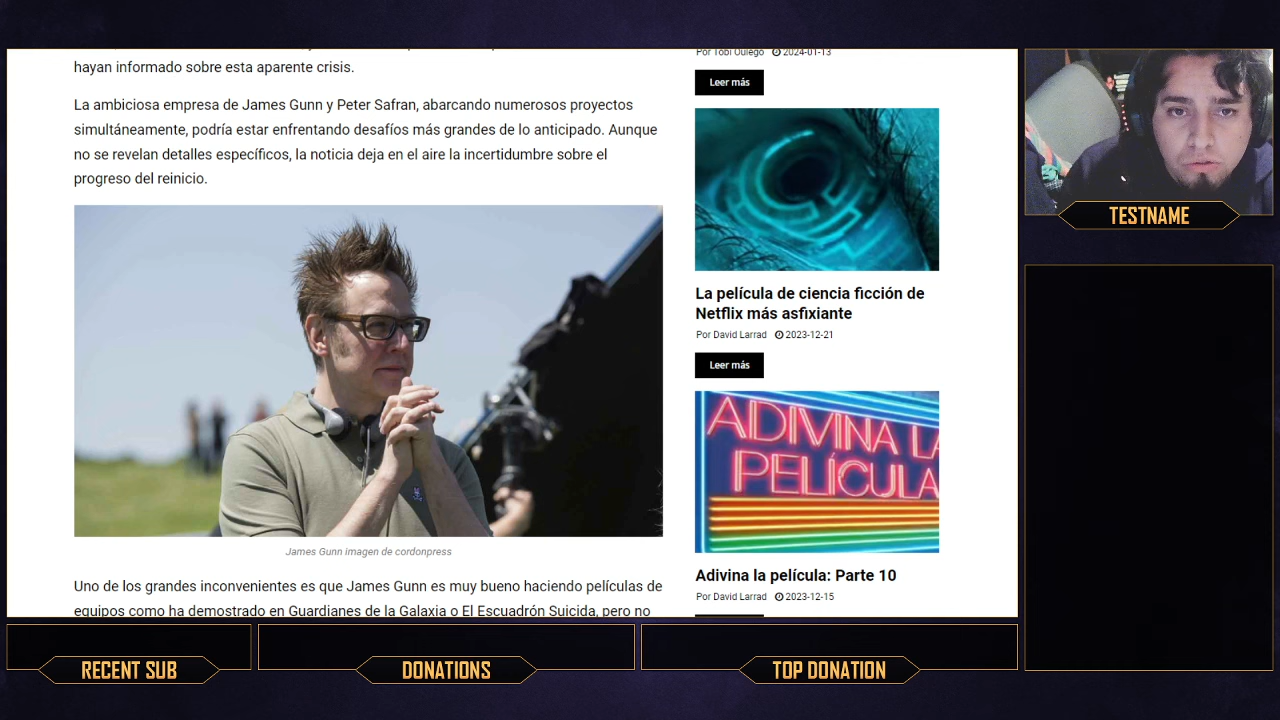 hayan informado sobre esta aparente crisis.
La ambiciosa empresa de James Gunn y Peter Safran, abarcando numerosos proyectos
simultáneamente, podría estar enfrentando desafíos más grandes de lo anticipado. Aunque
no se revelan detalles específicos, la noticia deja en el aire la incertidumbre sobre el
progreso del reinicio.
James Gunn imagen de cordonpress
Uno de los grandes inconvenientes es que James Gunn es muy bueno haciendo películas de
equipos como ha demostrado en Guardianes de la Galaxia o El Escuadrón Suicida, pero no
Por Tobi Oulego 2024-01-13
Leer más
La película de ciencia ficción de
Netflix más asfixiante
Por David Larrad 2023-12-21
Leer más
ADIVINA LA
PELÍCULA
Adivina la película: Parte 10
Por David Larrad 2023-12-15
TESTNAME
RECENT SUB
DONATIONS
TOP DONATION